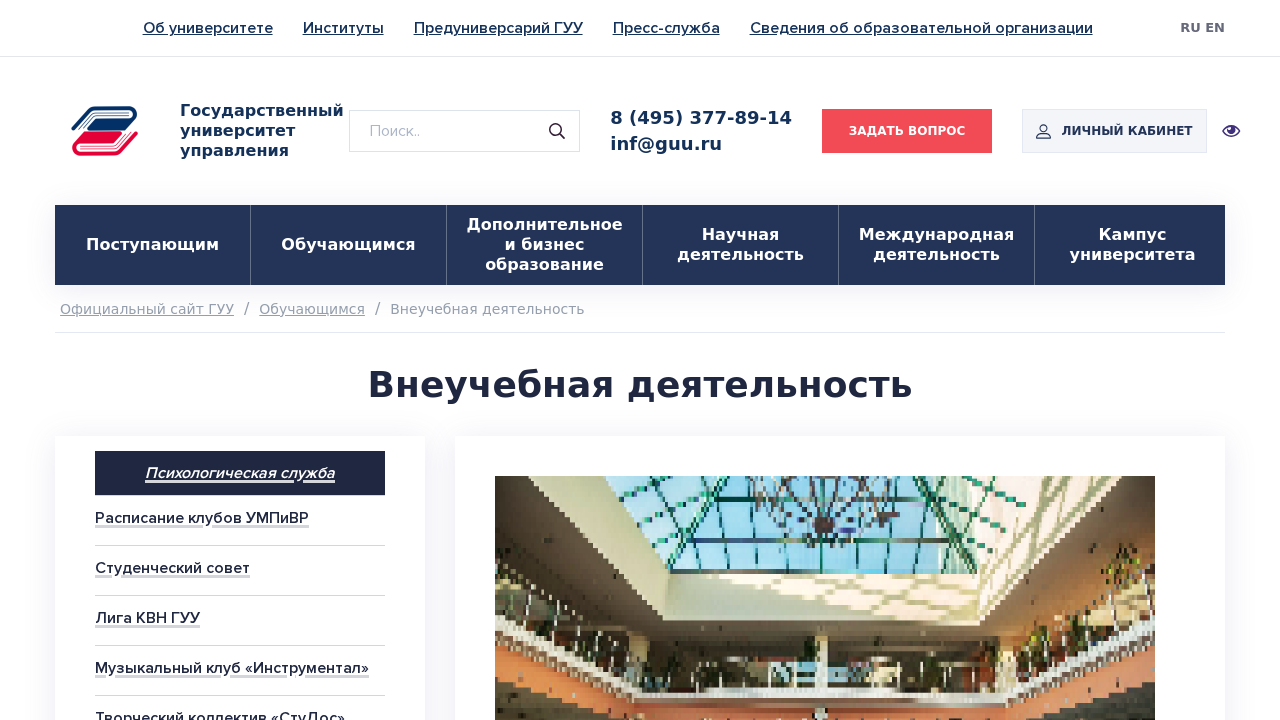 Об университете Институты Предуниверсарий ГУУ Пресс-служба Сведения об образовательной организации RU EN
Государственный
университет
управления
Поиск..
8 (495) 377-89-14
inf@guu.ru
ЗАДАТЬ ВОПРОС
ЛИЧНЫЙ КАБИНЕТ
Поступающим
Обучающимся
Дополнительное
и бизнес
образование
Научная
деятельность
Международная
деятельность
Кампус
университета
Официальный сайт ГУУ / Обучающимся / Внеучебная деятельность
Внеучебная деятельность
Психологическая служба
Расписание клубов УМПиВР
Студенческий совет
Лига КВН ГУУ
Музыкальный клуб «Инструментал»
Творческий коллектив «СтуДос»